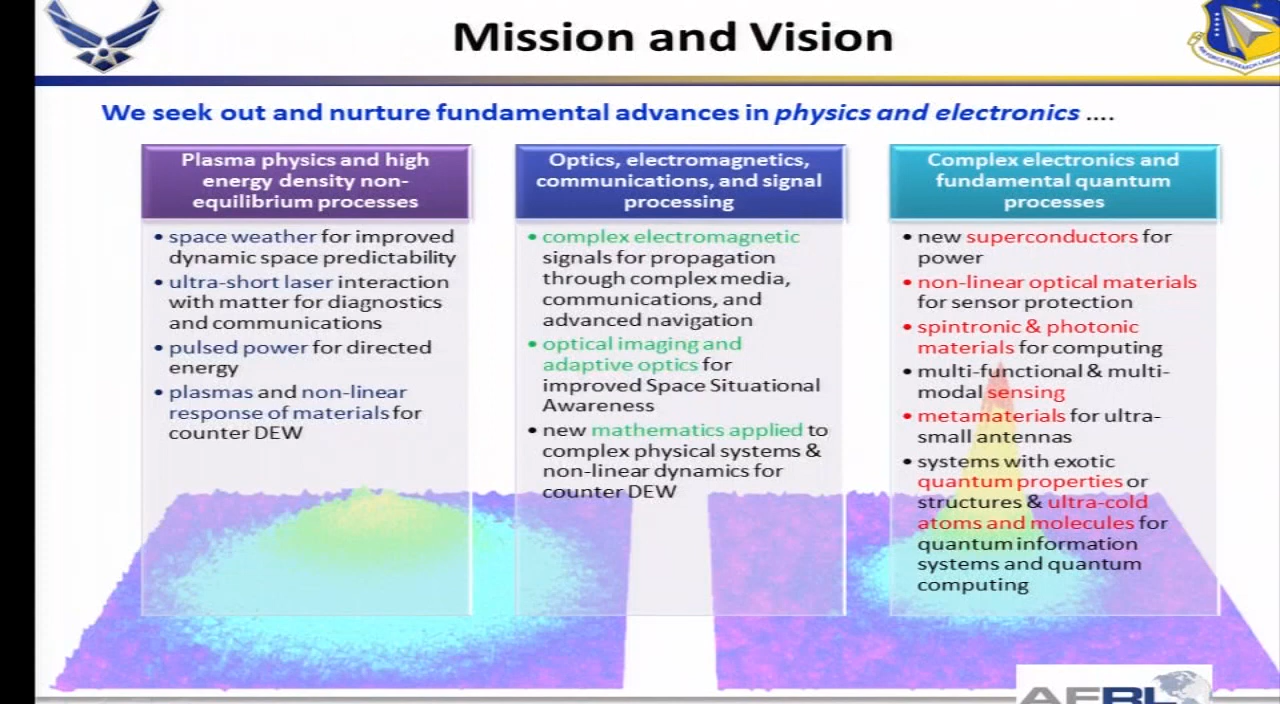 Mission and Vision
We seek out and nurture fundamental advances in physics and electronics ....
Plasma physics and high
energy density non-
equilibrium processes
• space weather for improved
dynamic space predictability
• ultra-short laser interaction
with matter for diagnostics
and communications
• pulsed power for directed
energy
• plasmas and non-linear
response of materials for
counter DEW
Optics, electromagnetics,
communications, and signal
processing
• complex electromagnetic
signals for propagation
through complex media,
communications, and
advanced navigation
• optical imaging and
adaptive optics for
improved Space Situational
Awareness
• new mathematics applied to
complex physical systems &
non-linear dynamics for
counter DEW
Complex electronics and
fundamental quantum
processes
• new superconductors for
power
• non-linear optical materials
for sensor protection
• spintronic & photonic
materials for computing
• multi-functional & multi-
modal sensing
• metamaterials for ultra-
small antennas
• systems with exotic
quantum properties or
structures & ultra-cold
atoms and molecules for
quantum information
systems and quantum
computing
AFRL